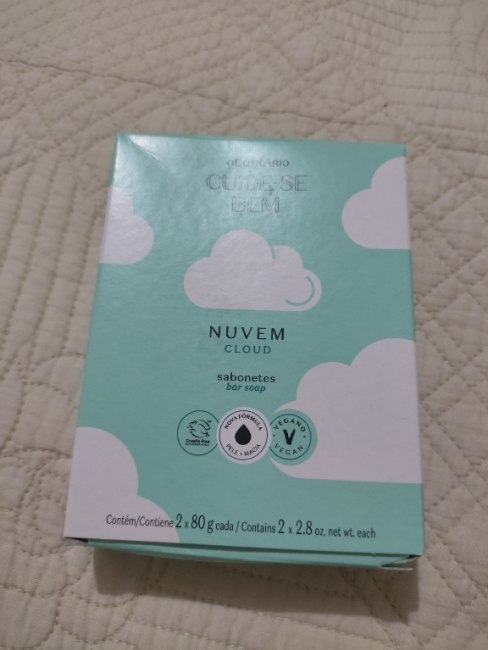 OBOTICÁRIO
CUIDE-SE
BEM
NUVEM
CLOUD
sabonetes
bar soap
Cruelty free
NOVA FÓRMULA
PELE + MACIA
VEGANO
V
VEGAN
Contém/Contiene 2 x 80 g cada / Contains 2 x 2.8 oz. net wt. each